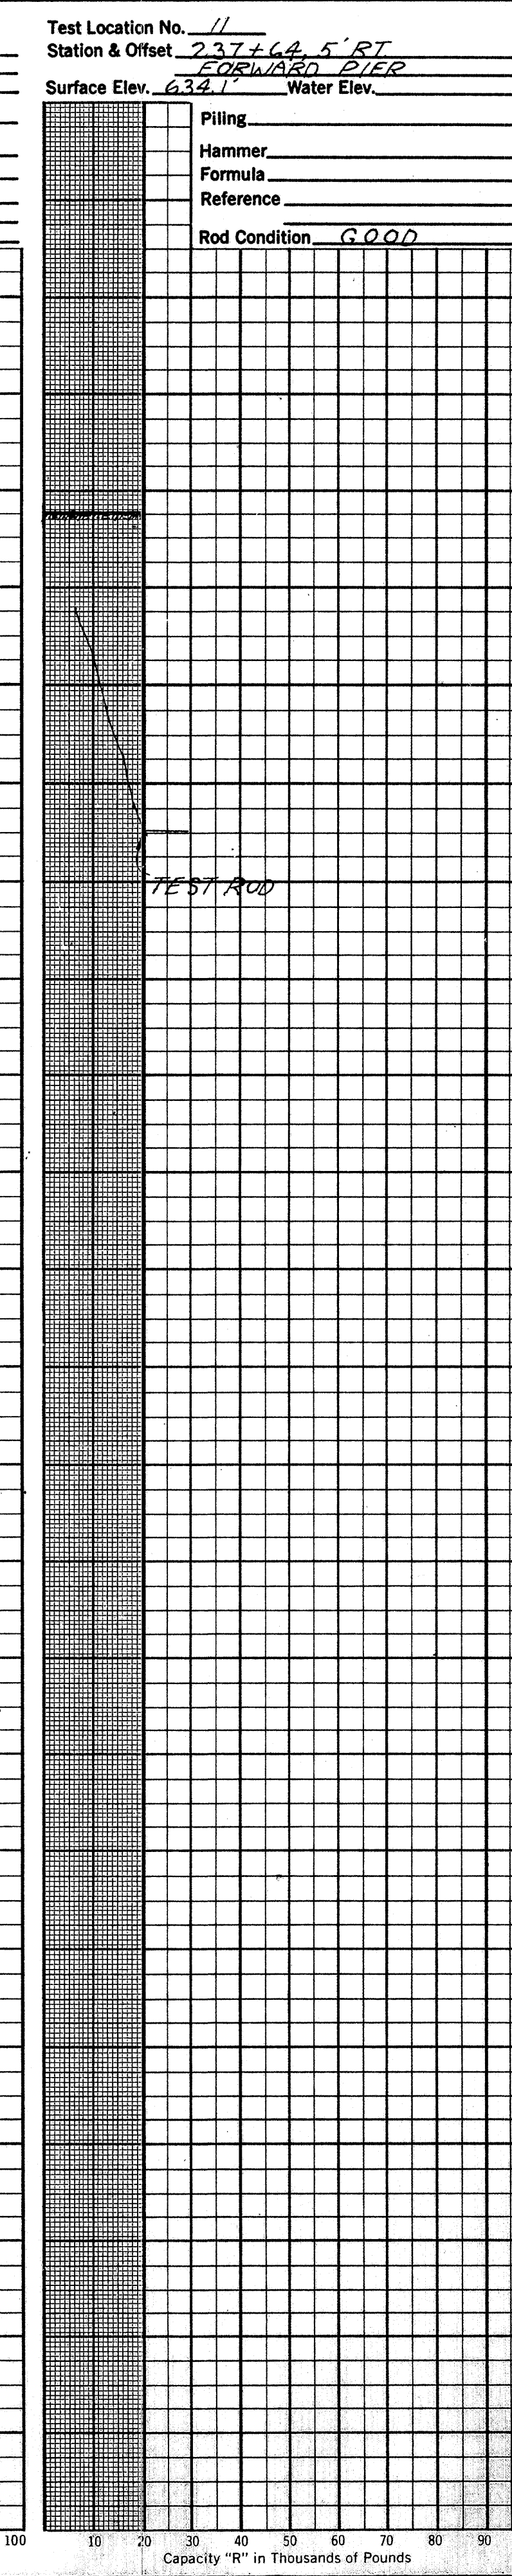 Test Location No. 11
Station & Offset 237+64, 5' RT.
FORWARD PIER
Surface Elev. 634.1' Water Elev.
Piling
Hammer
Formula
Reference
Rod Condition GOOD
TEST ROD
100 10 20 30 40 50 60 70 80 90
Capacity "R" in Thousands of Pounds